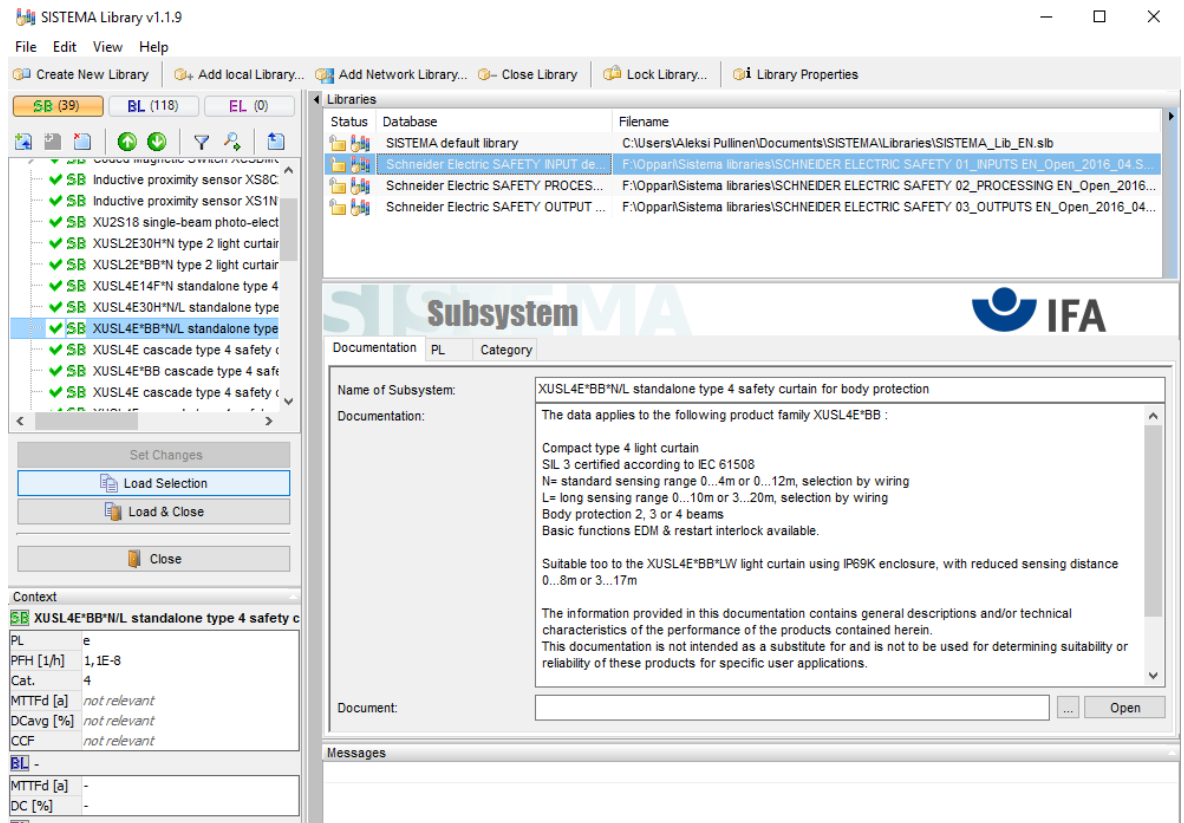 SISTEMA Library v1.1.9
File Edit View Help
Create New Library Add local Library... Add Network Library... Close Library Lock Library... Library Properties
SB (39) BL (118) EL (0)
SB Inductive proximity sensor XS8C
SB Inductive proximity sensor XS1N
SB XU2S18 single-beam photo-elect
SB XUSL2E30H*N type 2 light curtain
SB XUSL2E*BB*N type 2 light curtain
SB XUSL4E14F*N standalone type 4
SB XUSL4E30H*N/L standalone type
SB XUSL4E*BB*N/L standalone type
SB XUSL4E cascade type 4 safety c
SB XUSL4E*BB cascade type 4 safe
SB XUSL4E cascade type 4 safety c
Set Changes
Load Selection
Load & Close
Close
Context
SB XUSL4E*BB*N/L standalone type 4 safety c
PL e
PFH [1/h] 1,1E-8
Cat. 4
MTTFd [a] not relevant
DCavg [%] not relevant
CCF not relevant
BL -
MTTFd [a] -
DC [%] -
Libraries
Status Database Filename
SISTEMA default library C:\Users\Aleksi Pullinen\Documents\SISTEMA\Libraries\SISTEMA_Lib_EN.slb
Schneider Electric SAFETY INPUT de... F:\Oppari\Sistema libraries\SCHNEIDER ELECTRIC SAFETY 01_INPUTS EN_Open_2016_04.S...
Schneider Electric SAFETY PROCES... F:\Oppari\Sistema libraries\SCHNEIDER ELECTRIC SAFETY 02_PROCESSING EN_Open_2016...
Schneider Electric SAFETY OUTPUT ... F:\Oppari\Sistema libraries\SCHNEIDER ELECTRIC SAFETY 03_OUTPUTS EN_Open_2016_04...
SISTEMA
Subsystem
IFA
Documentation PL Category
Name of Subsystem: XUSL4E*BB*N/L standalone type 4 safety curtain for body protection
Documentation: The data applies to the following product family XUSL4E*BB :
Compact type 4 light curtain
SIL 3 certified according to IEC 61508
N= standard sensing range 0...4m or 0...12m, selection by wiring
L= long sensing range 0...10m or 3...20m, selection by wiring
Body protection 2, 3 or 4 beams
Basic functions EDM & restart interlock available.
Suitable too to the XUSL4E*BB*LW light curtain using IP69K enclosure, with reduced sensing distance
0...8m or 3...17m
The information provided in this documentation contains general descriptions and/or technical
characteristics of the performance of the products contained herein.
This documentation is not intended as a substitute for and is not to be used for determining suitability or
reliability of these products for specific user applications.
Document: ... Open
Messages